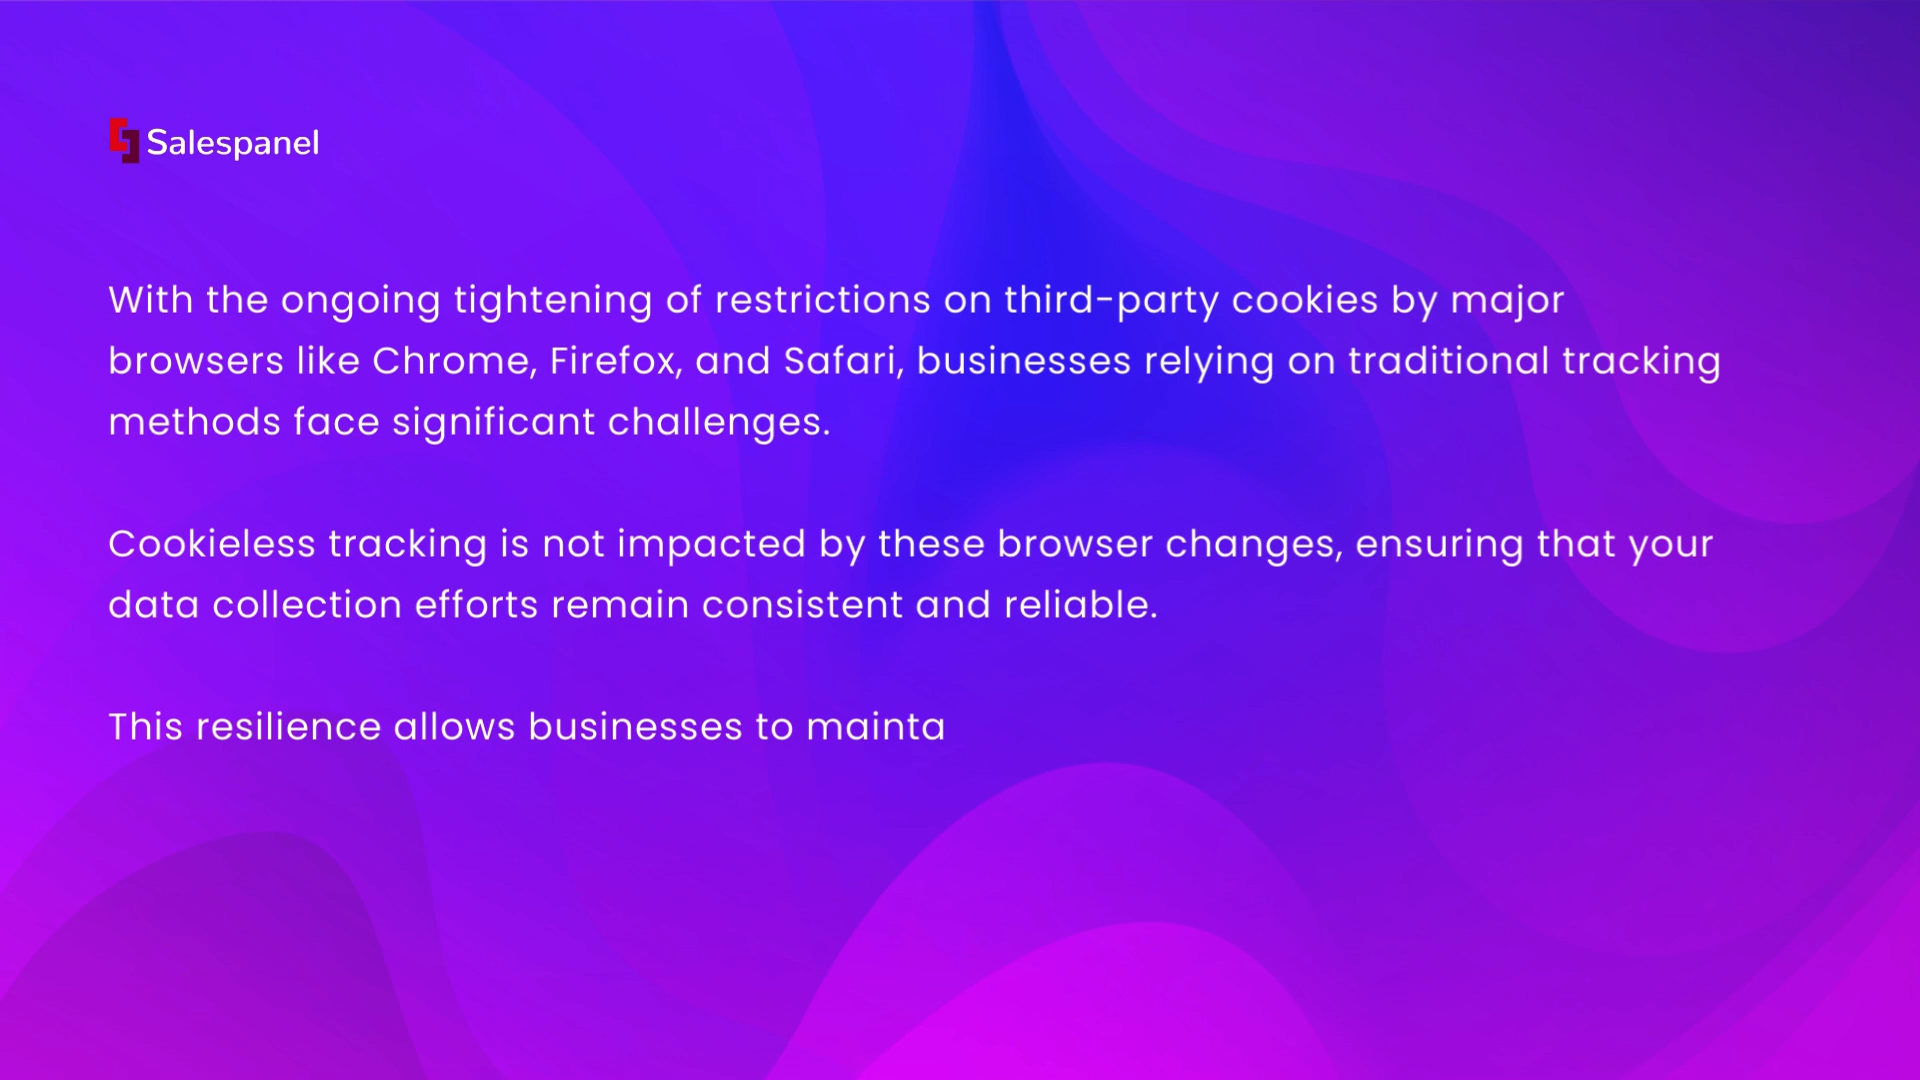 Salespanel
With the ongoing tightening of restrictions on third-party cookies by major
browsers like Chrome, Firefox, and Safari, businesses relying on traditional tracking
methods face significant challenges.
Cookieless tracking is not impacted by these browser changes, ensuring that your
data collection efforts remain consistent and reliable.
This resilience allows businesses to mainta